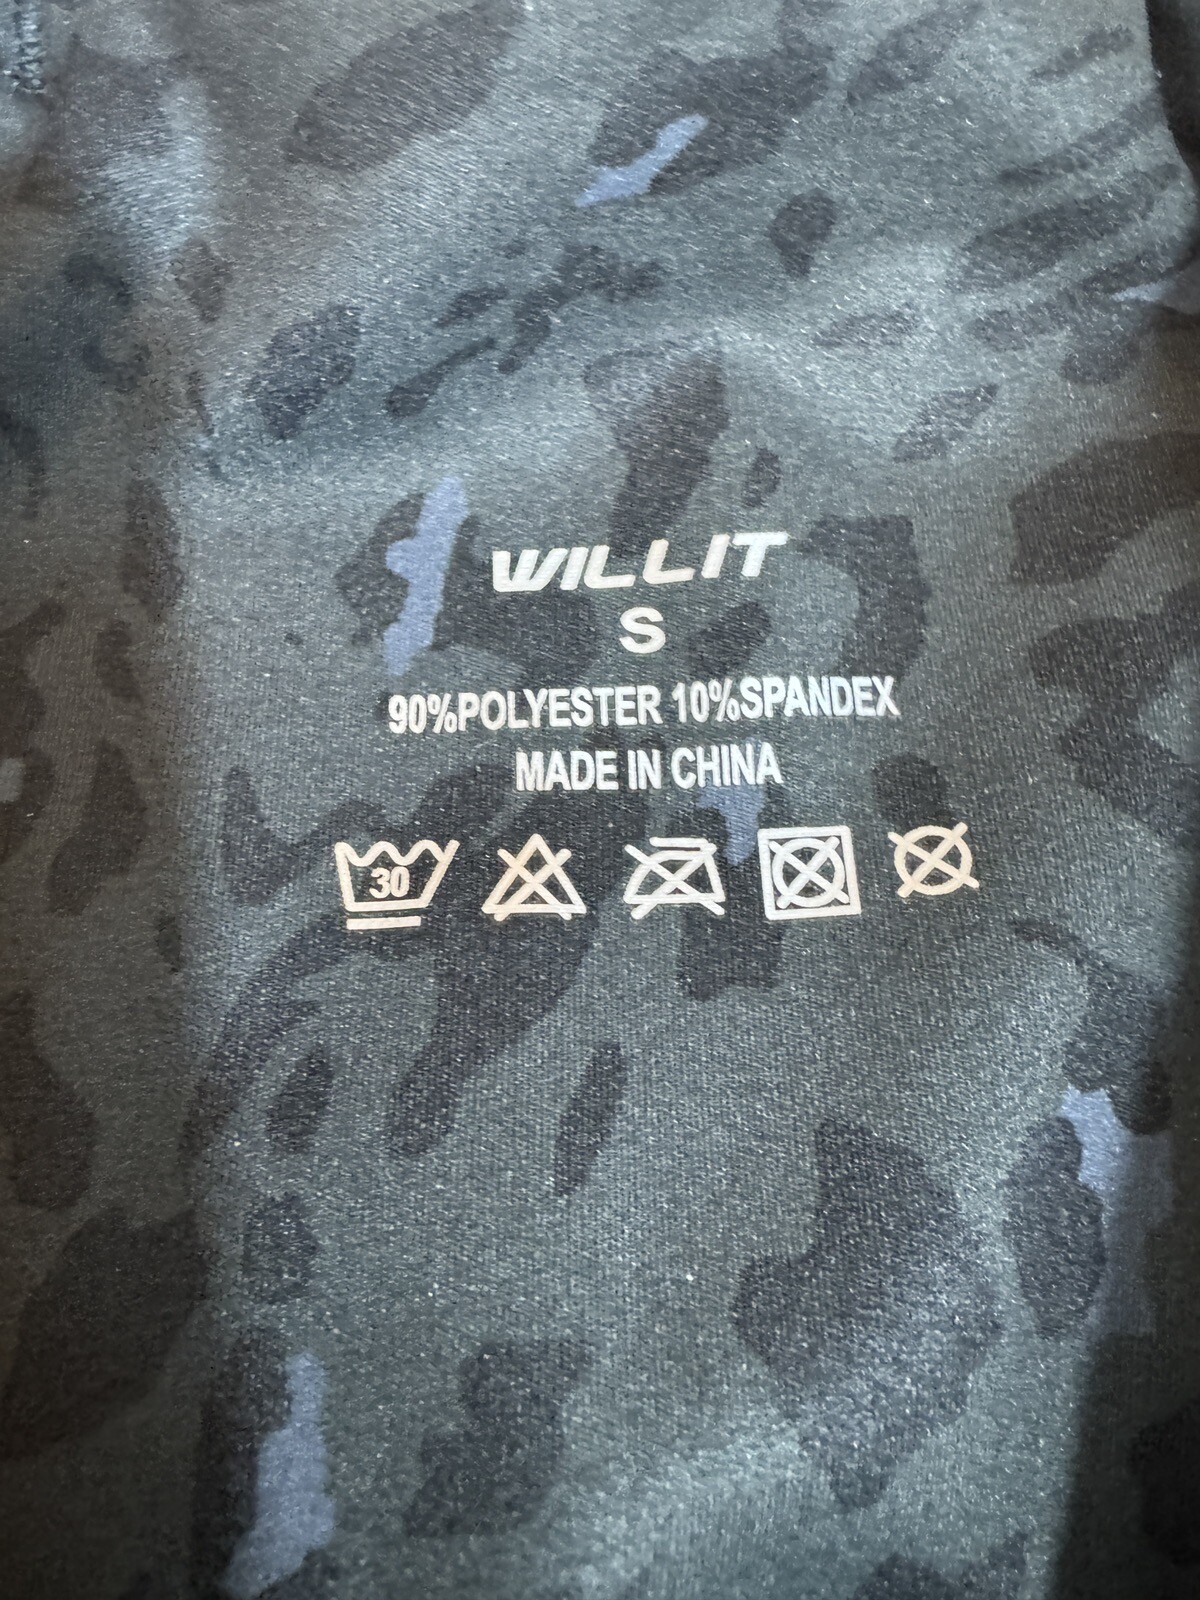 WILLIT
S
90%POLYESTER 10%SPANDEX
MADE IN CHINA
30